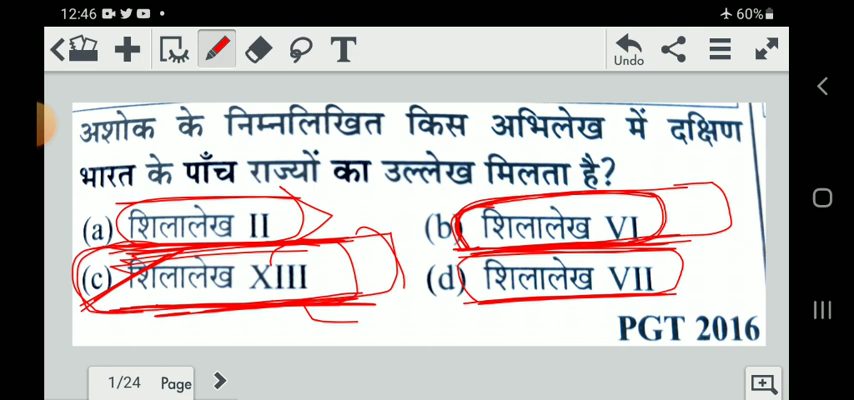 12:46
60%
Undo
T
अशोक के निम्नलिखित किस अभिलेख में दक्षिण
भारत के पाँच राज्यों का उल्लेख मिलता है?
(a) शिलालेख II (b) शिलालेख VI
(c) शिलालेख XIII (d) शिलालेख VII
PGT 2016
1/24 Page